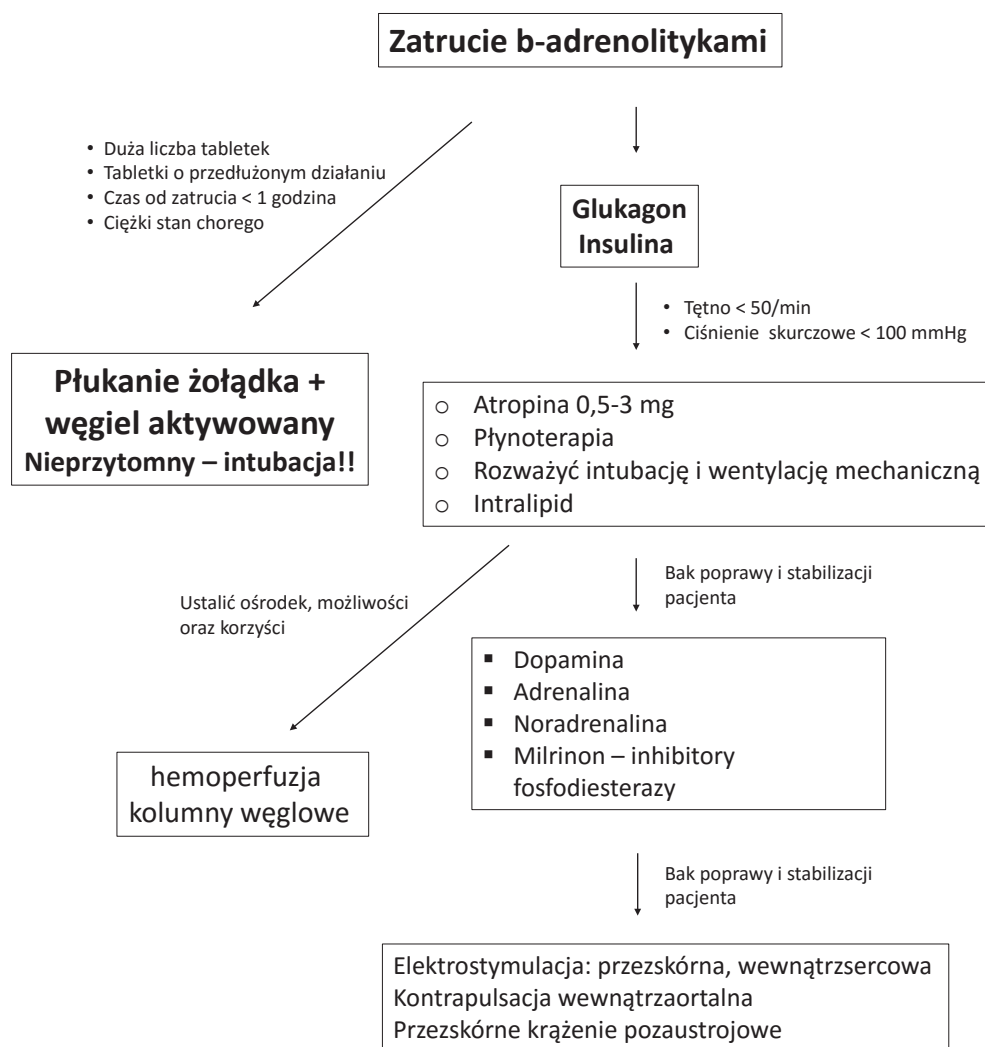 Zatrucie b-adrenolitykami
• Duża liczba tabletek
• Tabletki o przedłużonym działaniu
• Czas od zatrucia < 1 godzina
• Ciężki stan chorego
Glukagon
Insulina
• Tętno < 50/min
• Ciśnienie skurczowe < 100 mmHg
Płukanie żołądka +
węgiel aktywowany
Nieprzytomny – intubacja!!
o Atropina 0,5-3 mg
o Płynoterapia
o Rozważyć intubację i wentylację mechaniczną
o Intralipid
Ustalić ośrodek, możliwości
oraz korzyści
Bak poprawy i stabilizacji
pacjenta
▪ Dopamina
▪ Adrenalina
▪ Noradrenalina
▪ Milrinon – inhibitory
fosfodiesterazy
hemoperfuzja
kolumny węglowe
Bak poprawy i stabilizacji
pacjenta
Elektrostymulacja: przezskórna, wewnątrzsercowa
Kontrapulsacja wewnątrzaortalna
Przezskórne krążenie pozaustrojowe